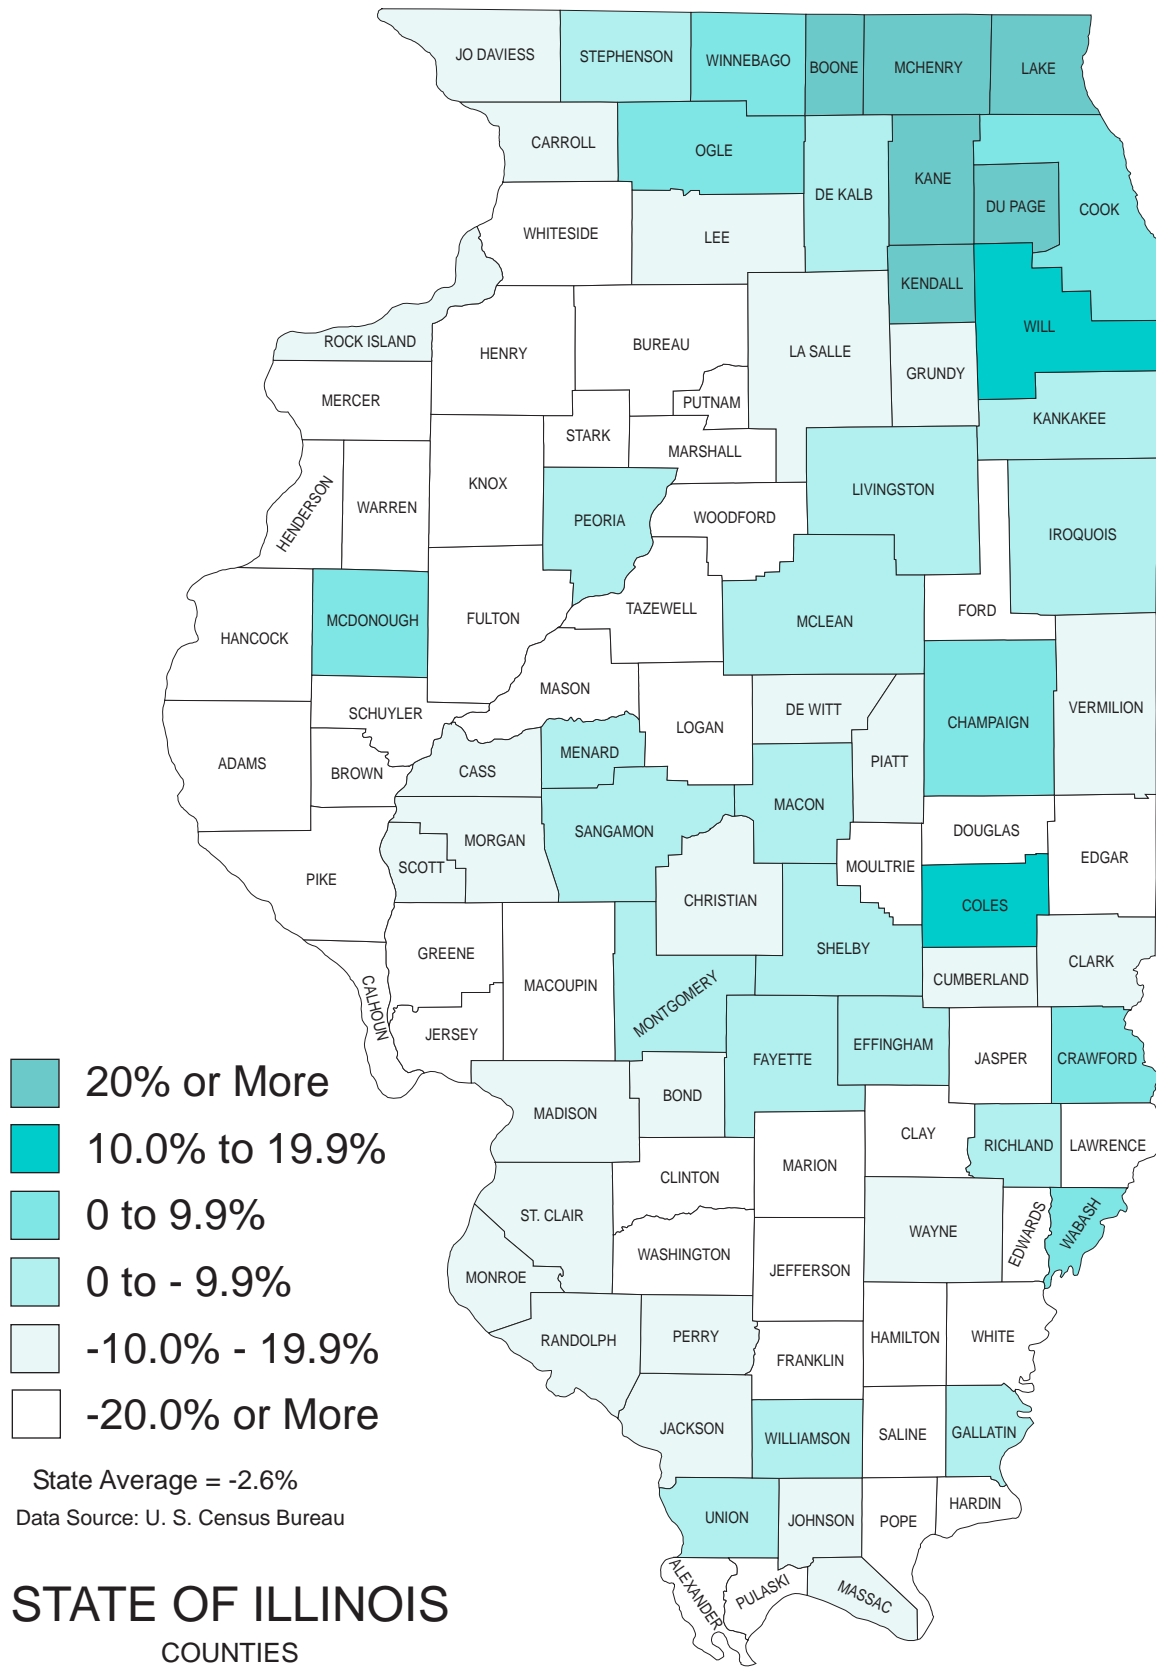 JO DAVIESS
STEPHENSON
WINNEBAGO
BOONE
MCHENRY
LAKE
CARROLL
OGLE
DE KALB
KANE
DU PAGE
COOK
WHITESIDE
LEE
KENDALL
WILL
ROCK ISLAND
HENRY
BUREAU
LA SALLE
GRUNDY
MERCER
PUTNAM
KANKAKEE
STARK
MARSHALL
HENDERSON
WARREN
KNOX
PEORIA
WOODFORD
LIVINGSTON
IROQUOIS
HANCOCK
MCDONOUGH
FULTON
TAZEWELL
MCLEAN
FORD
SCHUYLER
MASON
LOGAN
DE WITT
PIATT
CHAMPAIGN
VERMILION
ADAMS
BROWN
CASS
MENARD
MACON
PIKE
SCOTT
MORGAN
SANGAMON
CHRISTIAN
MOULTRIE
DOUGLAS
EDGAR
COLES
GREENE
CALHOUN
JERSEY
MACOUPIN
MONTGOMERY
SHELBY
CUMBERLAND
CLARK
FAYETTE
EFFINGHAM
JASPER
CRAWFORD
MADISON
BOND
CLAY
RICHLAND
LAWRENCE
CLINTON
MARION
ST. CLAIR
WASHINGTON
JEFFERSON
WAYNE
EDWARDS
WABASH
MONROE
RANDOLPH
PERRY
FRANKLIN
HAMILTON
WHITE
JACKSON
WILLIAMSON
SALINE
GALLATIN
UNION
JOHNSON
POPE
HARDIN
ALEXANDER
PULASKI
MASSAC
20% or More
10.0% to 19.9%
0 to 9.9%
0 to - 9.9%
-10.0% - 19.9%
-20.0% or More
State Average = -2.6%
Data Source: U. S. Census Bureau
STATE OF ILLINOIS
COUNTIES